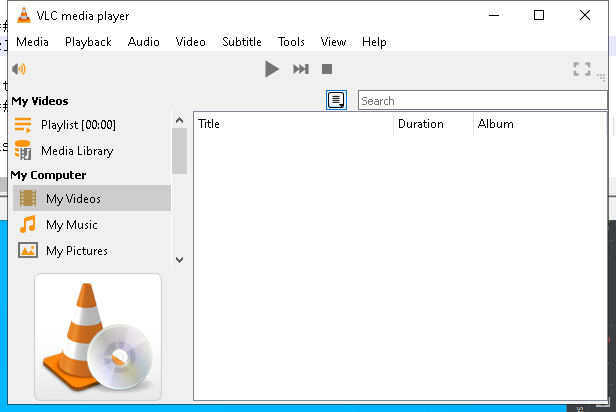 VLC media player
Media Playback Audio Video Subtitle Tools View Help
My Videos
Search
Playlist [00:00]
Title Duration Album
Media Library
My Computer
My Videos
My Music
My Pictures